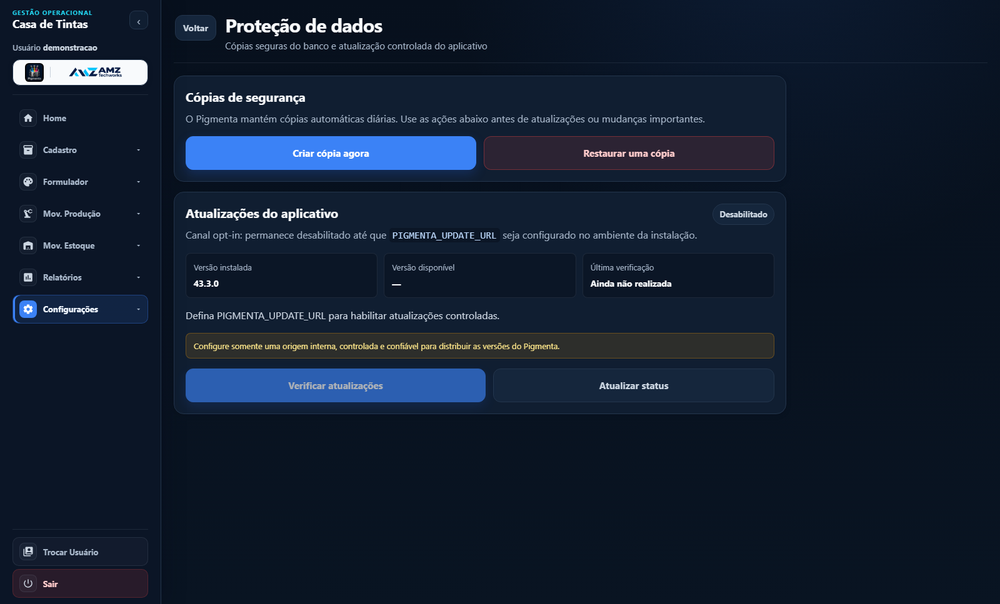 GESTÃO OPERACIONAL
Casa de Tintas
‹
Usuário demonstracao
Pigmenta
AMZ
Techworks
Home
Cadastro
Formulador
Mov. Produção
Mov. Estoque
Relatórios
Configurações
Trocar Usuário
Sair
Voltar
Proteção de dados
Cópias seguras do banco e atualização controlada do aplicativo
Cópias de segurança
O Pigmenta mantém cópias automáticas diárias. Use as ações abaixo antes de atualizações ou mudanças importantes.
Criar cópia agora
Restaurar uma cópia
Atualizações do aplicativo
Desabilitado
Canal opt-in: permanece desabilitado até que PIGMENTA_UPDATE_URL seja configurado no ambiente da instalação.
Versão instalada
43.3.0
Versão disponível
—
Última verificação
Ainda não realizada
Defina PIGMENTA_UPDATE_URL para habilitar atualizações controladas.
Configure somente uma origem interna, controlada e confiável para distribuir as versões do Pigmenta.
Verificar atualizações
Atualizar status